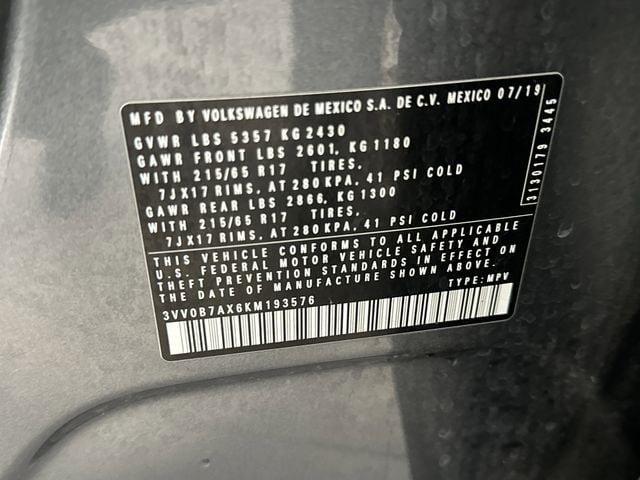 MFD BY VOLKSWAGEN DE MEXICO S.A. DE C.V. MEXICO 07/19
GVWR LBS 5357 KG 2430
GAWR FRONT LBS 2601, KG 1180
WITH 215/65 R17 TIRES,
7JX17 RIMS, AT 280 KPA, 41 PSI COLD
GAWR REAR LBS 2866, KG 1300
WITH 215/65 R17 TIRES,
7JX17 RIMS, AT 280 KPA, 41 PSI COLD
THIS VEHICLE CONFORMS TO ALL APPLICABLE
U.S. FEDERAL MOTOR VEHICLE SAFETY AND
THEFT PREVENTION STANDARDS IN EFFECT ON
THE DATE OF MANUFACTURE SHOWN ABOVE.
3VV0B7AX6KM193576 TYPE: MPV
3130179 3445